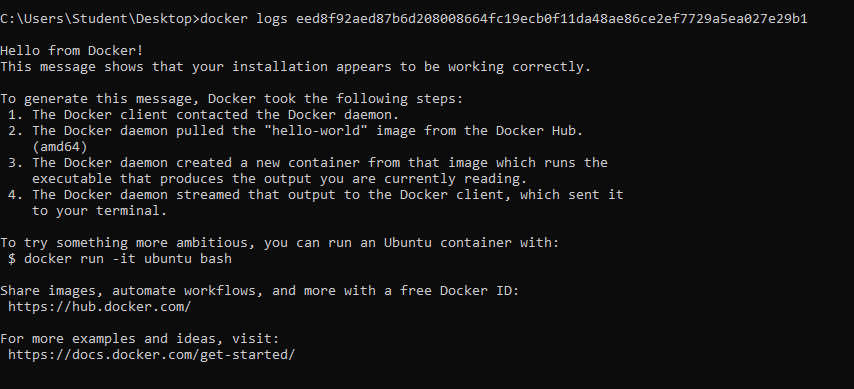 C:\Users\Student\Desktop>docker logs eed8f92aed87b6d208008664fc19ecb0f11da48ae86ce2ef7729a5ea027e29b1
Hello from Docker!
This message shows that your installation appears to be working correctly.
To generate this message, Docker took the following steps:
1. The Docker client contacted the Docker daemon.
2. The Docker daemon pulled the "hello-world" image from the Docker Hub.
(amd64)
3. The Docker daemon created a new container from that image which runs the
executable that produces the output you are currently reading.
4. The Docker daemon streamed that output to the Docker client, which sent it
to your terminal.
To try something more ambitious, you can run an Ubuntu container with:
$ docker run -it ubuntu bash
Share images, automate workflows, and more with a free Docker ID:
https://hub.docker.com/
For more examples and ideas, visit:
https://docs.docker.com/get-started/